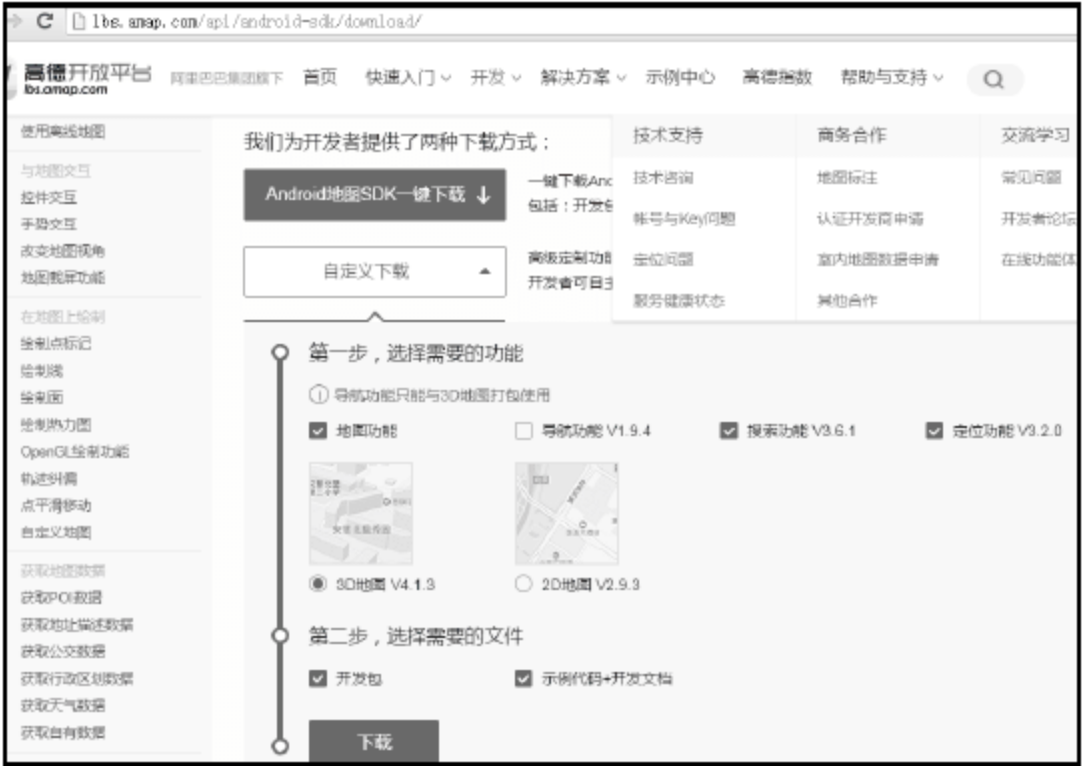 lbs.amap.com/api/android-sdk/download/
高德开放平台
lbs.amap.com
阿里巴巴集团旗下 首页 快速入门 开发 解决方案 示例中心 高德指数 帮助与支持
使用离线地图
与地图交互
控件交互
手势交互
改变地图视角
地图截屏功能
在地图上绘制
绘制点标记
绘制线
绘制面
绘制热力图
OpenGL绘制功能
轨迹纠偏
点平滑移动
自定义地图
获取地图数据
获取POI数据
获取地址描述数据
获取公交数据
获取行政区划数据
获取天气数据
获取自有数据
我们为开发者提供了两种下载方式：
Android地图SDK一键下载
一键下载And
包括：开发包
自定义下载
高级定制功能
开发者可自主
技术支持 商务合作 交流学习
技术咨询 地图标注 常见问题
帐号与Key问题 认证开发商申请 开发者论坛
定位问题 室内地图数据申请 在线功能体
服务健康状态 其他合作
第一步，选择需要的功能
导航功能只能与3D地图打包使用
地图功能 导航功能 V1.9.4 搜索功能 V3.6.1 定位功能 V3.2.0
3D地图 V4.1.3 2D地图 V2.9.3
第二步，选择需要的文件
开发包 示例代码+开发文档
下载